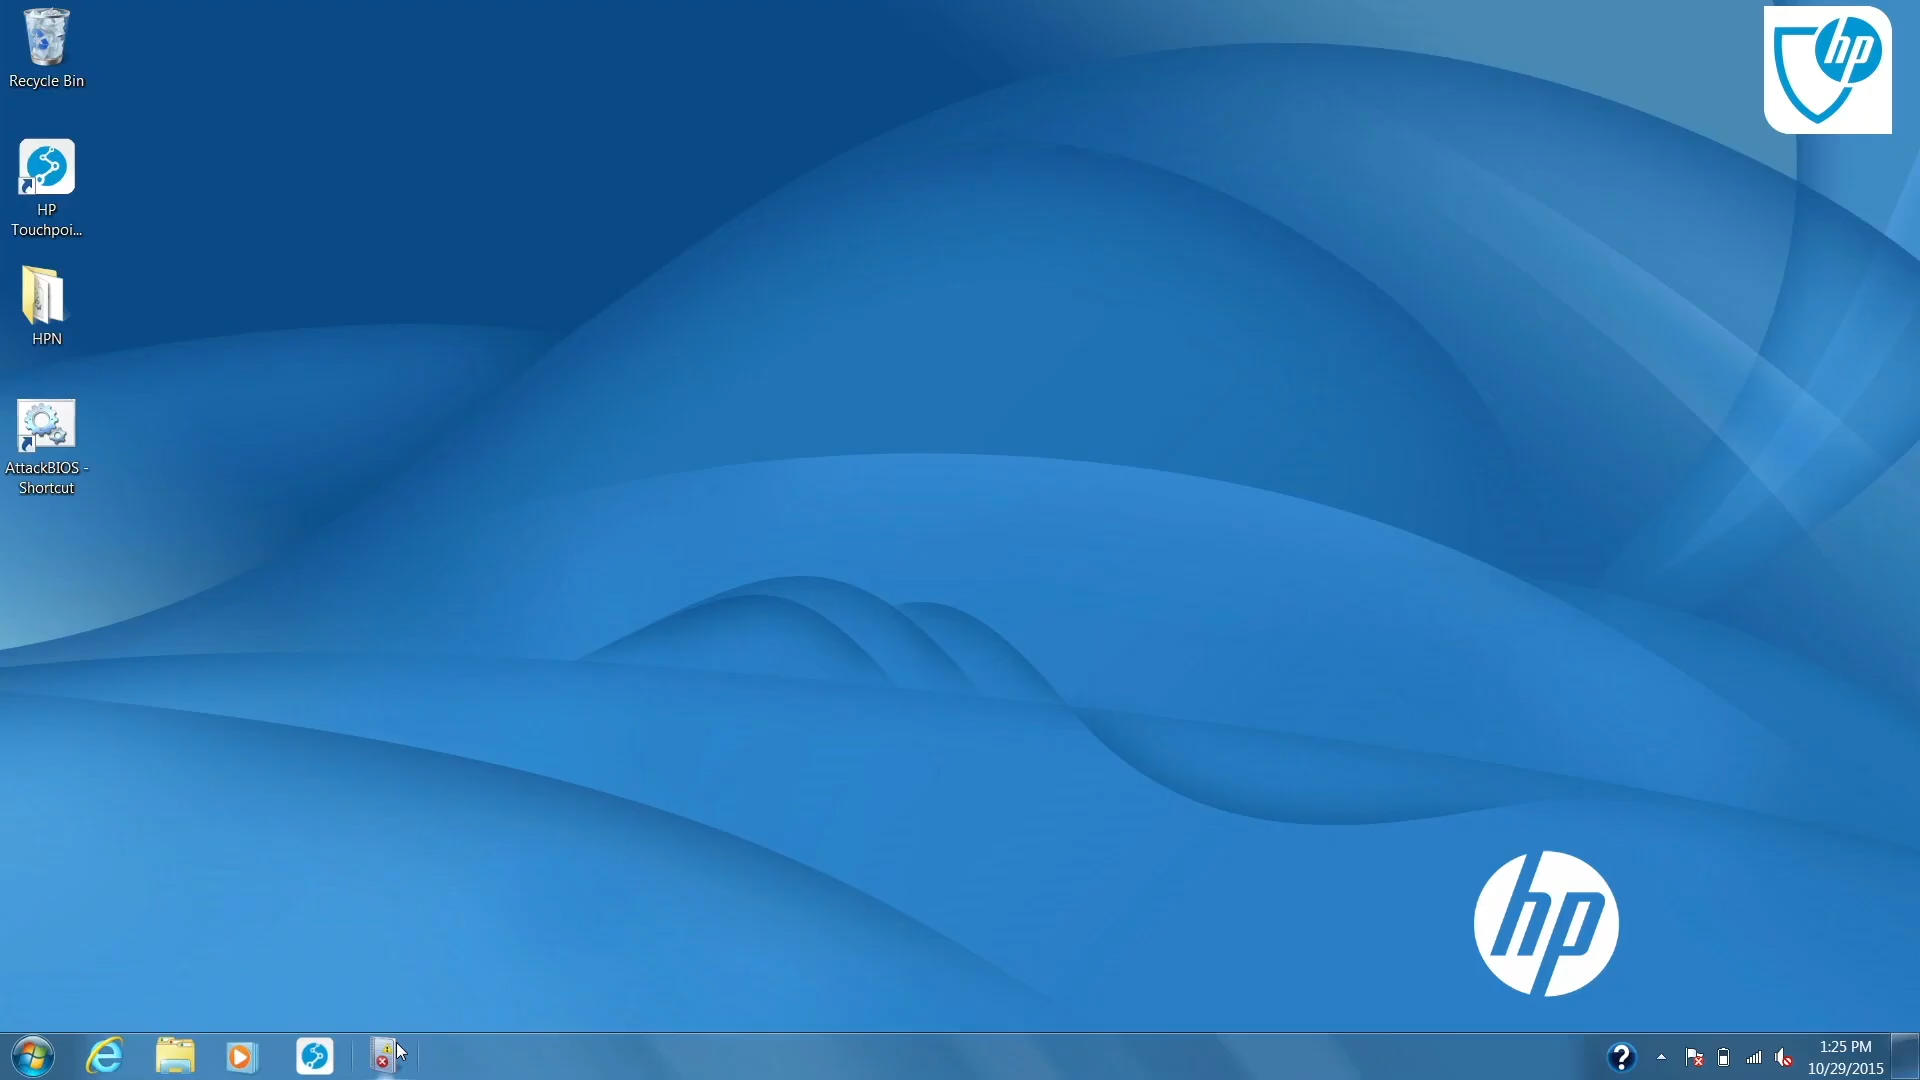 hp
Recycle Bin
HP
Touchpoi...
HPN
AttackBIOS -
Shortcut
hp
?
1:25 PM
10/29/2015